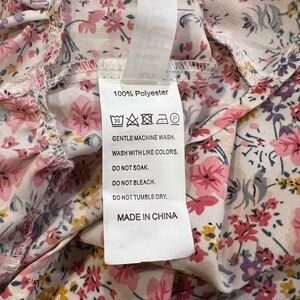 100% Polyester
30 P
GENTLE MACHINE WASH.
WASH WITH LIKE COLORS.
DO NOT SOAK.
DO NOT BLEACH.
DO NOT TUMBLE DRY.
MADE IN CHINA